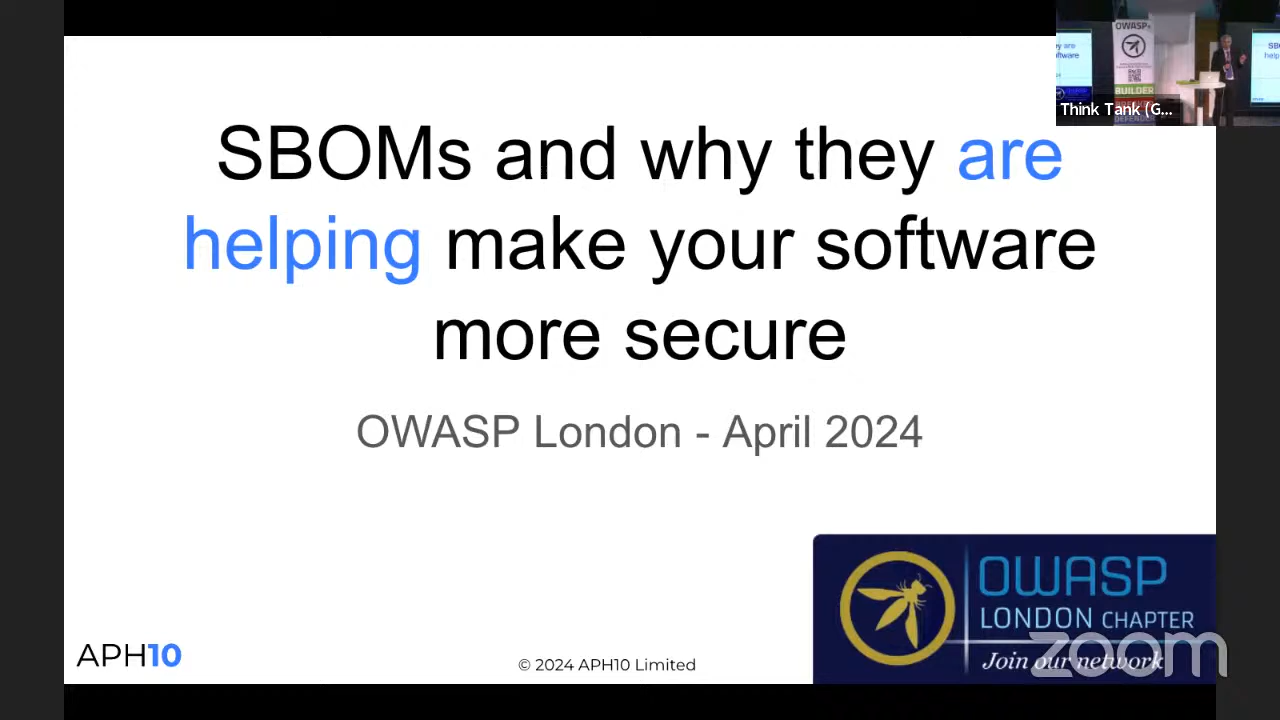 SBOMs and why they are
helping make your software
more secure
OWASP London - April 2024
APH10
© 2024 APH10 Limited
OWASP
LONDON CHAPTER
Join our network
zoom
OWASP
BUILDER
DEFENDER
Think Tank (G...